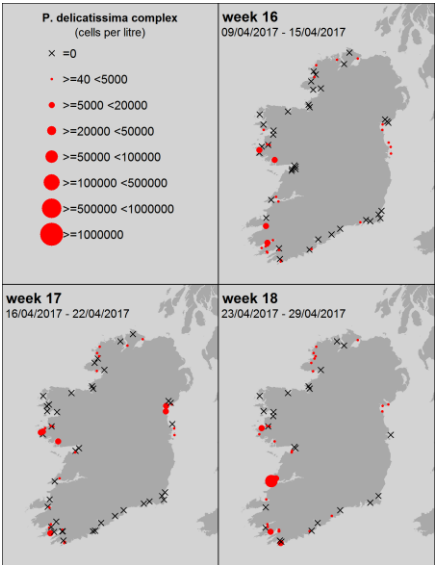 P. delicatissima complex
(cells per litre)
=0
>=40 <5000
>=5000 <20000
>=20000 <50000
>=50000 <100000
>=100000 <500000
>=500000 <1000000
>=1000000
week 16
09/04/2017 - 15/04/2017
week 17
16/04/2017 - 22/04/2017
week 18
23/04/2017 - 29/04/2017